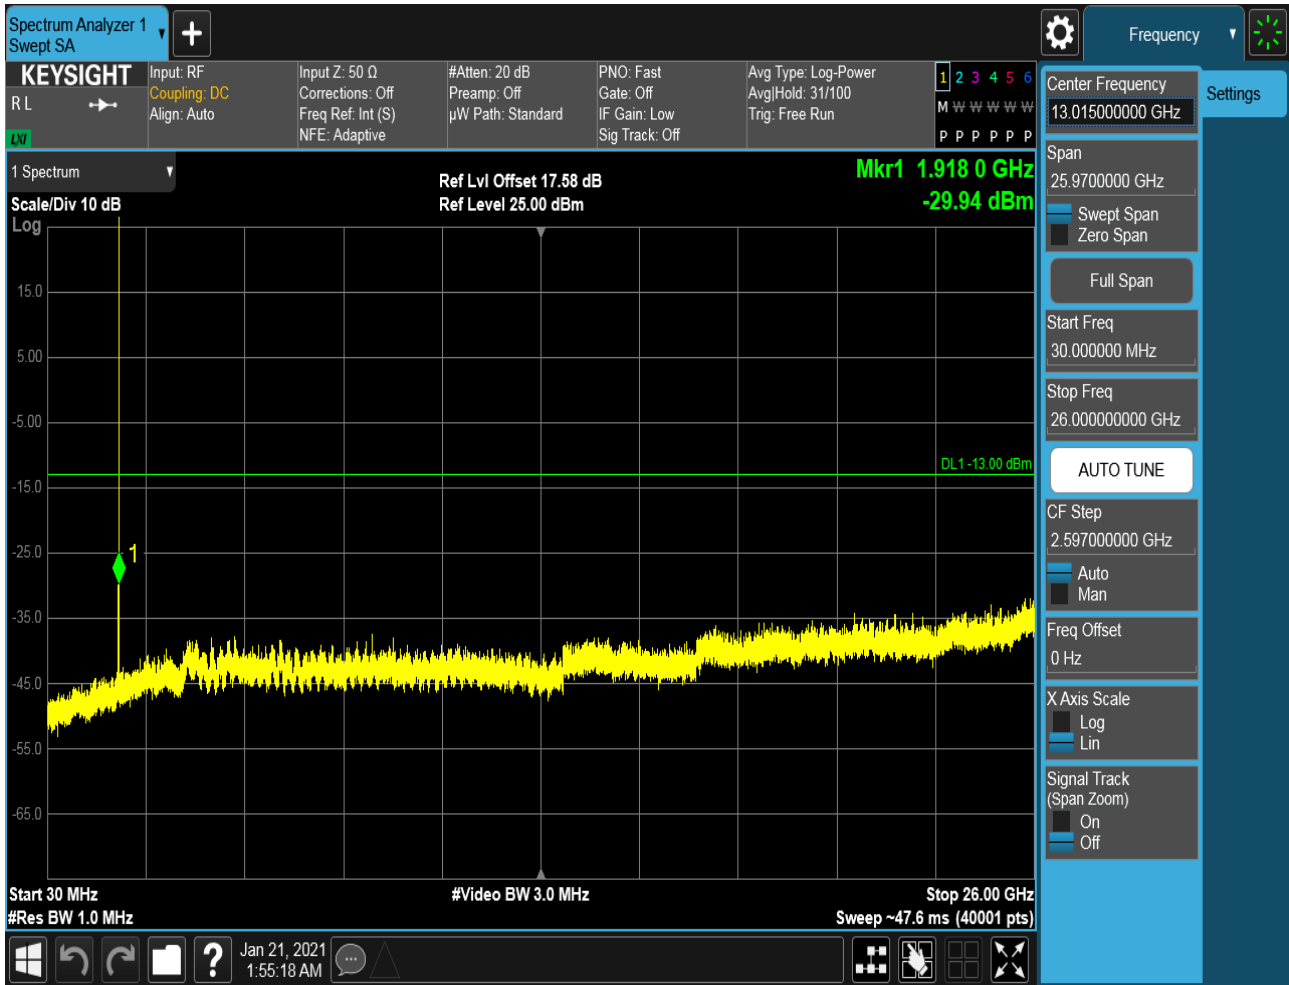 Spectrum Analyzer 1
Swept SA
Frequency
KEYSIGHT
R L
LXI
Input: RF
Coupling: DC
Align: Auto
Input Z: 50 Ω
Corrections: Off
Freq Ref: Int (S)
NFE: Adaptive
#Atten: 20 dB
Preamp: Off
µW Path: Standard
PNO: Fast
Gate: Off
IF Gain: Low
Sig Track: Off
Avg Type: Log-Power
Avg|Hold: 31/100
Trig: Free Run
1 2 3 4 5 6
M W W W W W
P P P P P P
1 Spectrum
Scale/Div 10 dB
Log
Ref Lvl Offset 17.58 dB
Ref Level 25.00 dBm
Mkr1 1.918 0 GHz
-29.94 dBm
15.0
5.00
-5.00
DL1 -13.00 dBm
-15.0
-25.0
1
-35.0
-45.0
-55.0
-65.0
Start 30 MHz
#Video BW 3.0 MHz
Stop 26.00 GHz
#Res BW 1.0 MHz
Sweep ~47.6 ms (40001 pts)
Jan 21, 2021
1:55:18 AM
Center Frequency
13.015000000 GHz
Settings
Span
25.9700000 GHz
Swept Span
Zero Span
Full Span
Start Freq
30.000000 MHz
Stop Freq
26.000000000 GHz
AUTO TUNE
CF Step
2.597000000 GHz
Auto
Man
Freq Offset
0 Hz
X Axis Scale
Log
Lin
Signal Track
(Span Zoom)
On
Off